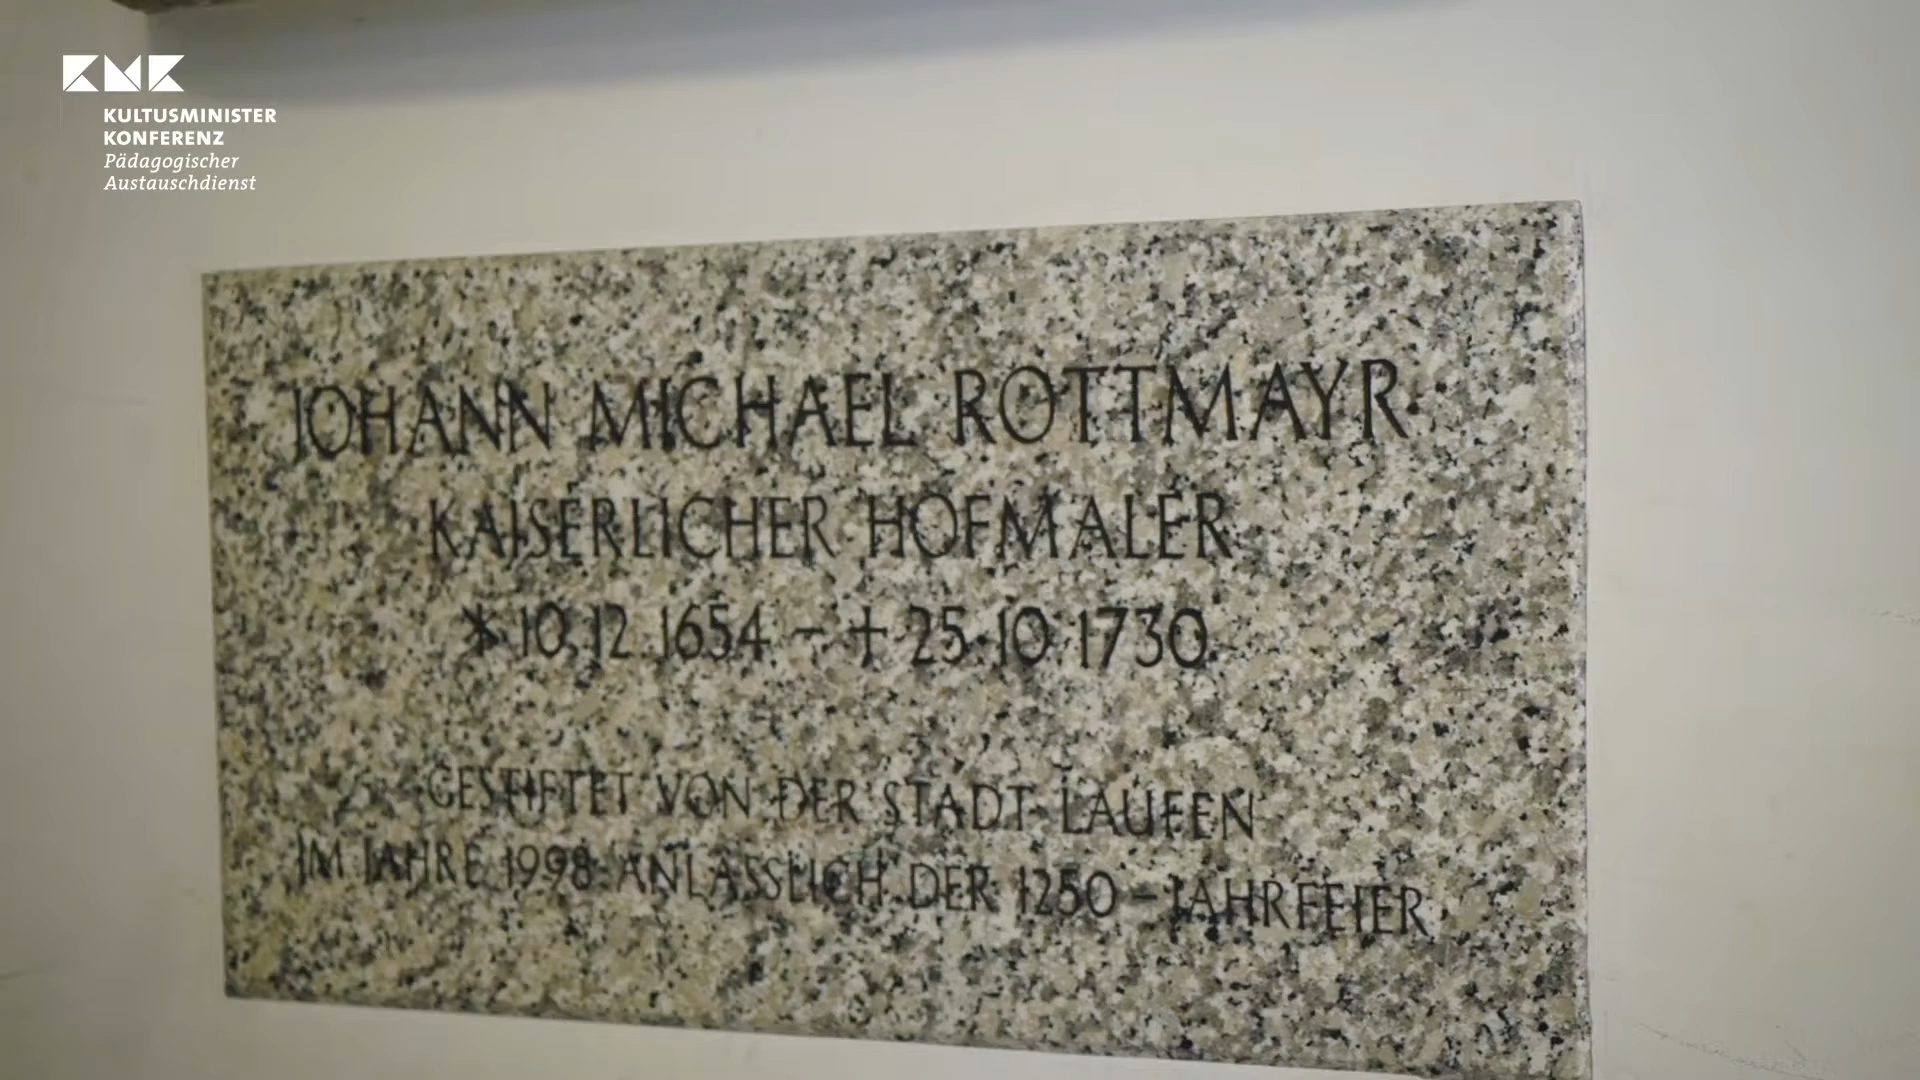 KMK
KULTUSMINISTER
KONFERENZ
Pädagogischer
Austauschdienst
JOHANN MICHAEL ROTTMAYR
KAISERLICHER HOFMALER
* 10.12.1654 - † 25.10.1730
GESTIFTET VON DER STADT LAUFEN
IM JAHRE 1998 ANLÄSSLICH DER 1250-JAHRFEIER